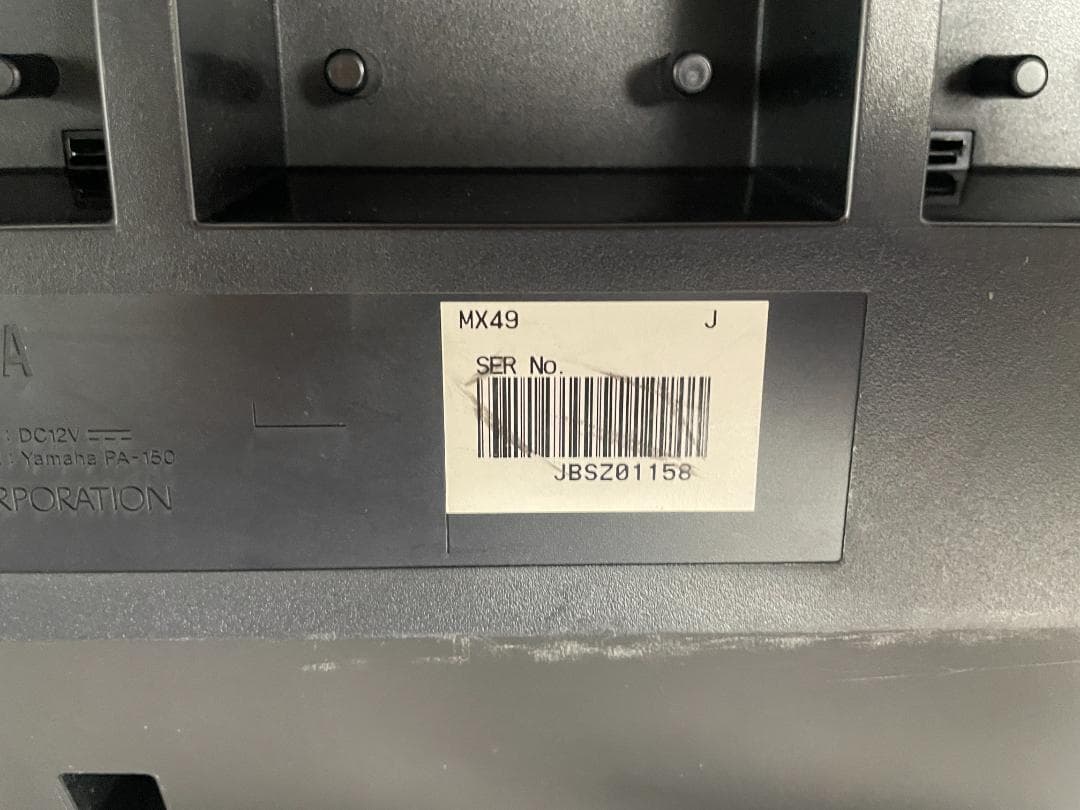 MX49 J
SER No.
JBSZ01158
A
: DC12V
: Yamaha PA-150
RPORATION